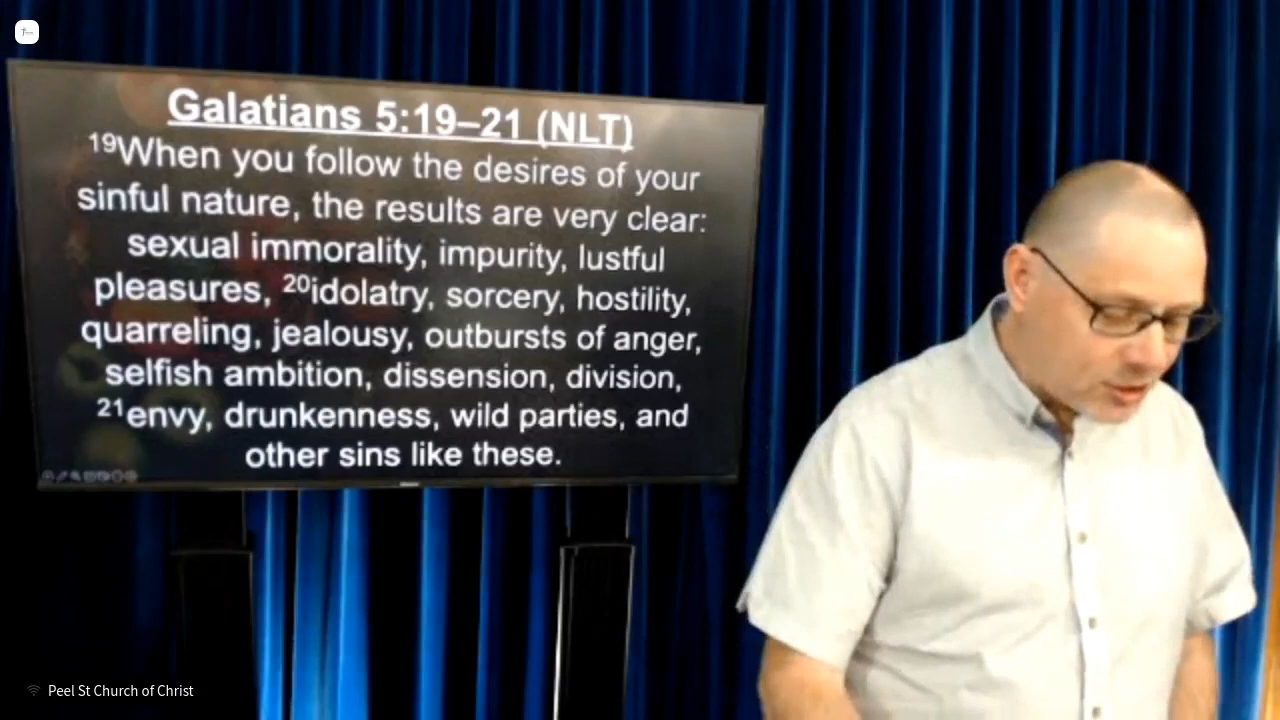 Galatians 5:19–21 (NLT)
19When you follow the desires of your
sinful nature, the results are very clear:
sexual immorality, impurity, lustful
pleasures, 20idolatry, sorcery, hostility,
quarreling, jealousy, outbursts of anger,
selfish ambition, dissension, division,
21envy, drunkenness, wild parties, and
other sins like these.
Peel St Church of Christ